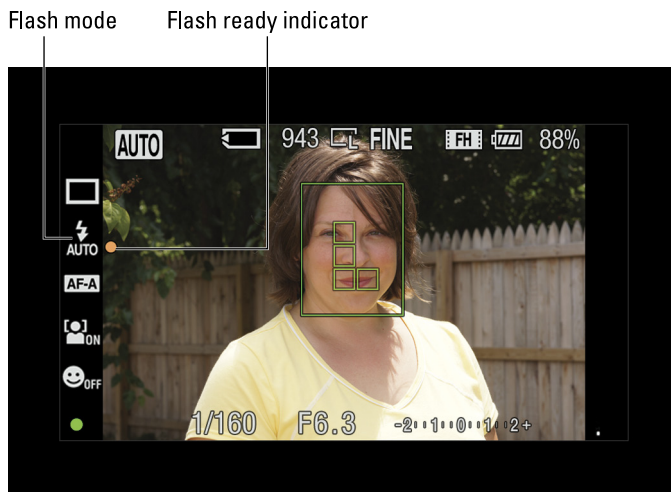 Flash mode Flash ready indicator
AUTO 943 L FINE FH 88%
AUTO
AF-A
ON
OFF
1/160 F6.3 -2 1 0 1 2+